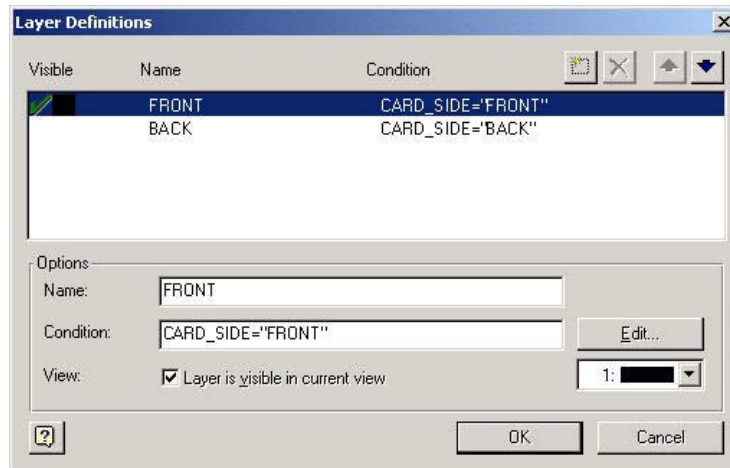 Layer Definitions
Visible Name Condition
FRONT CARD_SIDE="FRONT"
BACK CARD_SIDE="BACK"
Options
Name: FRONT
Condition: CARD_SIDE="FRONT" Edit...
View: Layer is visible in current view 1:
OK Cancel